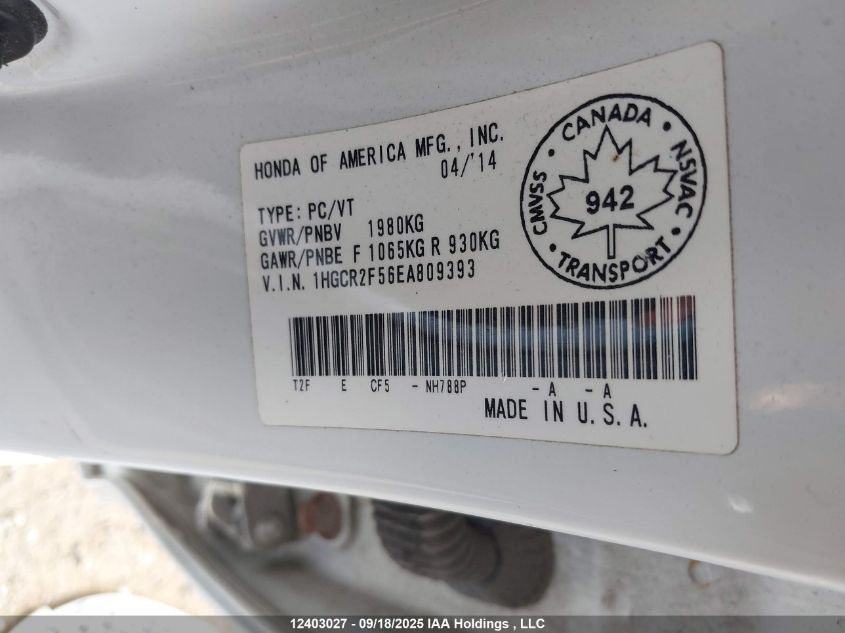 HONDA OF AMERICA MFG., INC.
04/'14
TYPE: PC/VT
GVWR/PNBV 1980KG
GAWR/PNBE F 1065KG R 930KG
V.I.N. 1HGCR2F56EA809393
CANADA • NSVAC • TRANSPORT • CMVSS •
942
T2F E CF5 - NH788P - A - A
MADE IN U.S.A.
12403027 - 09/18/2025 IAA Holdings , LLC